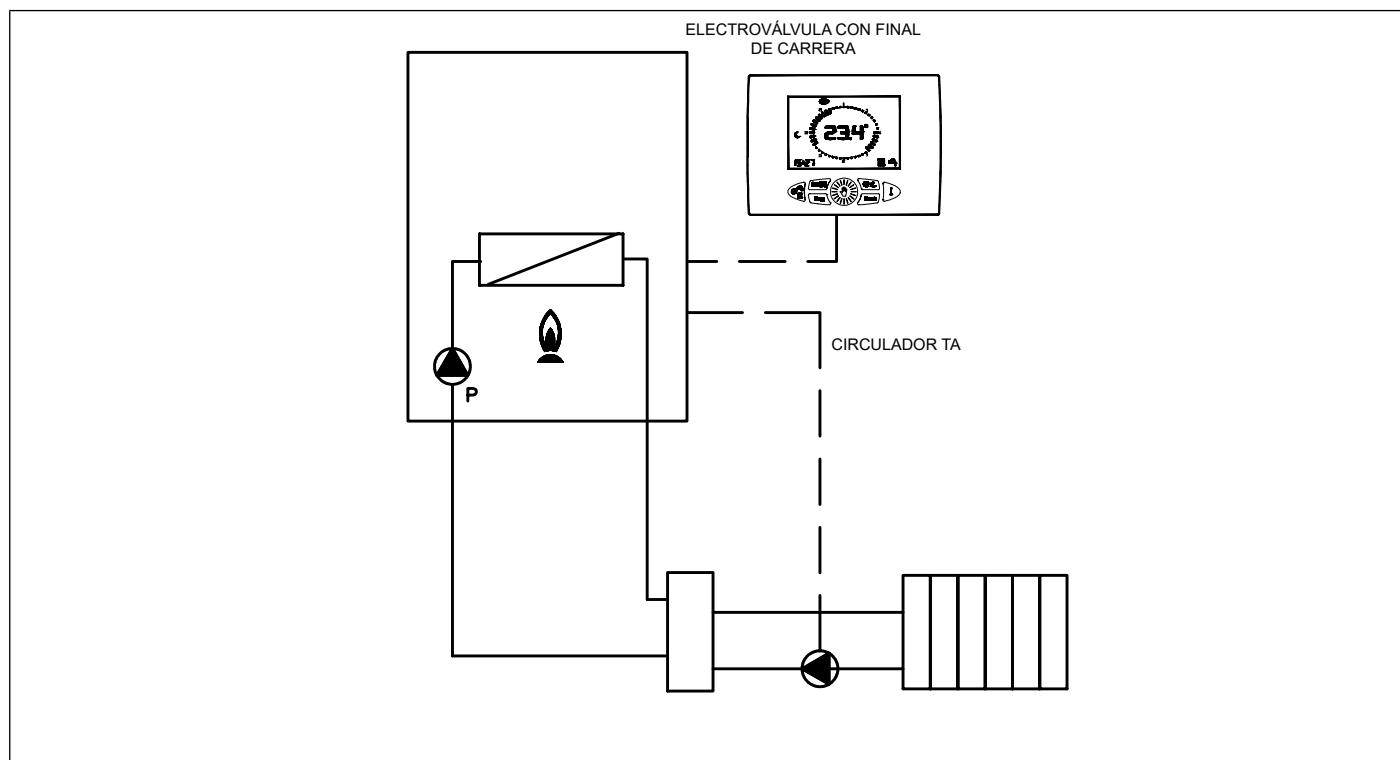 ELECTROVÁLVULA CON FINAL
DE CARRERA
C
23.4°
CIRCULADOR TA
P